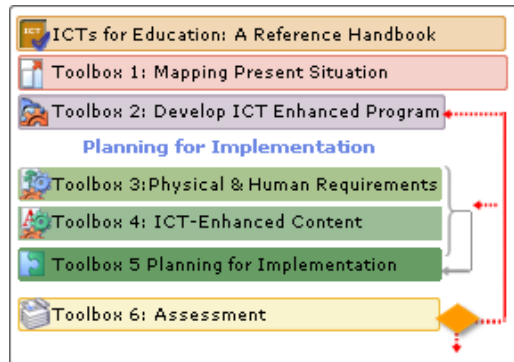 ICT
ICTs for Education: A Reference Handbook
Toolbox 1: Mapping Present Situation
Toolbox 2: Develop ICT Enhanced Program
Planning for Implementation
Toolbox 3:Physical & Human Requirements
Toolbox 4: ICT-Enhanced Content
Toolbox 5 Planning for Implementation
Toolbox 6: Assessment